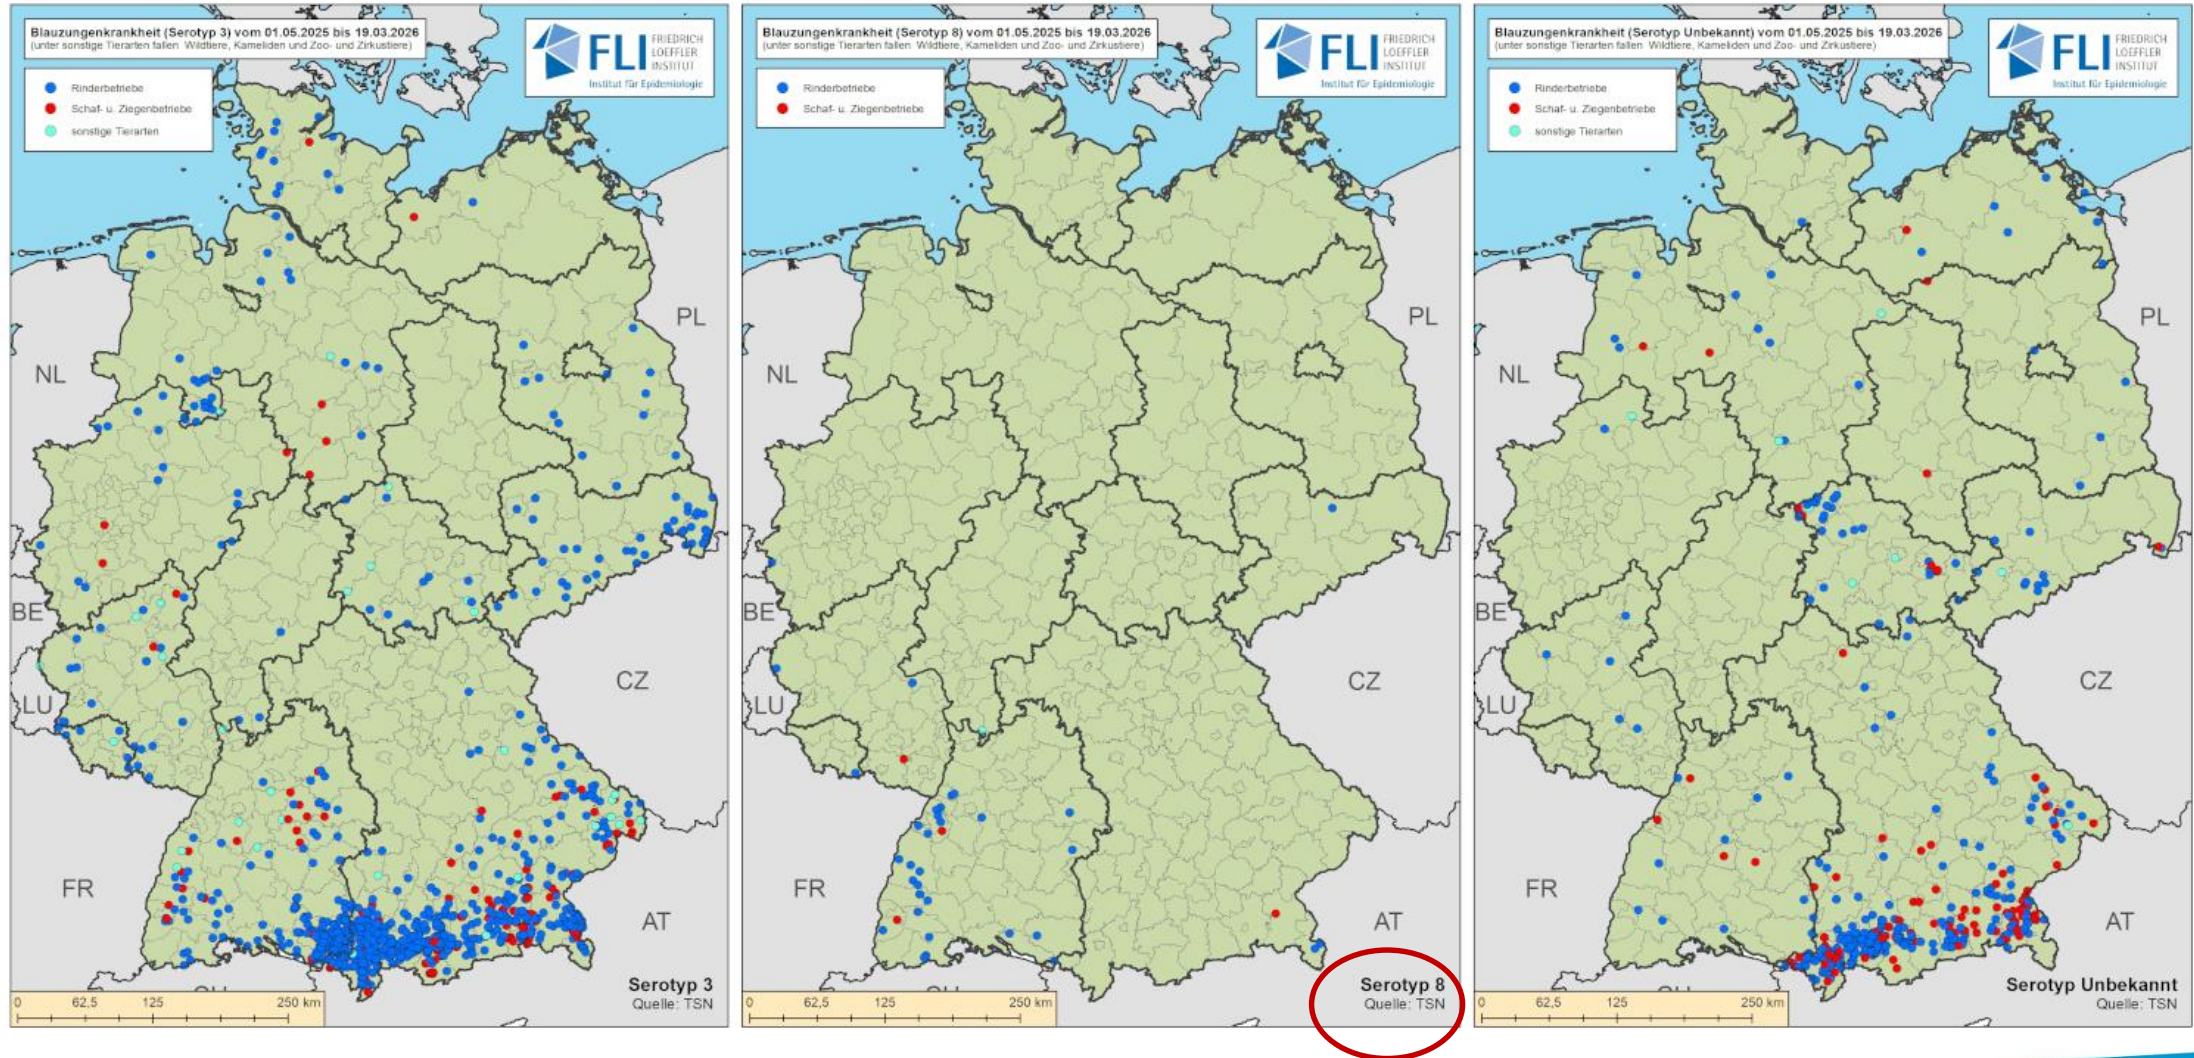 Blauzungenkrankheit (Serotyp 3) vom 01.05.2025 bis 19.03.2026
(unter sonstige Tierarten fallen Wildtiere, Kameliden und Zoo- und Zirkustiere)
FLI
FRIEDRICH
LOEFFLER
INSTITUT
Institut für Epidemiologie
Rinderbetriebe
Schaf- u. Ziegenbetriebe
sonstige Tierarten
PL
NL
BE
LU
CZ
FR
AT
Serotyp 3
Quelle: TSN
0 62,5 125 250 km
Blauzungenkrankheit (Serotyp 8) vom 01.05.2025 bis 19.03.2026
(unter sonstige Tierarten fallen Wildtiere, Kameliden und Zoo- und Zirkustiere)
FLI
FRIEDRICH
LOEFFLER
INSTITUT
Institut für Epidemiologie
Rinderbetriebe
Schaf- u. Ziegenbetriebe
PL
NL
BE
LU
CZ
FR
AT
Serotyp 8
Quelle: TSN
0 62,5 125 250 km
Blauzungenkrankheit (Serotyp Unbekannt) vom 01.05.2025 bis 19.03.2026
(unter sonstige Tierarten fallen Wildtiere, Kameliden und Zoo- und Zirkustiere)
FLI
FRIEDRICH
LOEFFLER
INSTITUT
Institut für Epidemiologie
Rinderbetriebe
Schaf- u. Ziegenbetriebe
sonstige Tierarten
PL
NL
BE
LU
CZ
FR
AT
Serotyp Unbekannt
Quelle: TSN
0 62,5 125 250 km